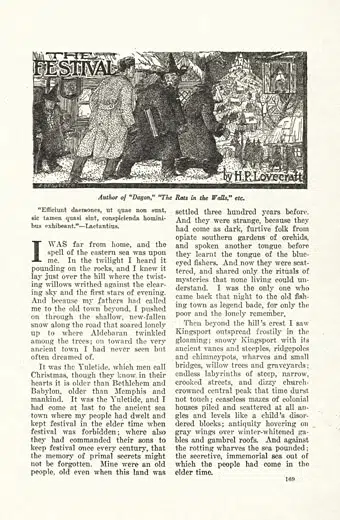 THE
FESTIVAL
by H.P. Lovecraft
Author of "Dagon," "The Rats in the Walls," etc.
"Efficiunt daemones, ut quae non sunt,
sic tamen quasi sint, conspicienda homini-
bus exhibeant."—Lactantius.
I WAS far from home, and the
spell of the eastern sea was upon
me. In the twilight I heard it
pounding on the rocks, and I knew it
lay just over the hill where the twist-
ing willows writhed against the clear-
ing sky and the first stars of evening.
And because my fathers had called
me to the old town beyond, I pushed
on through the shallow, new-fallen
snow along the road that soared lonely
up to where Aldebaran twinkled
among the trees; on toward the very
ancient town I had never seen but
often dreamed of.
It was the Yuletide, which men call
Christmas, though they know in their
hearts it is older than Bethlehem and
Babylon, older than Memphis and
mankind. It was the Yuletide, and I
had come at last to the ancient sea
town where my people had dwelt and
kept festival in the elder time when
festival was forbidden; where also
they had commanded their sons to
keep festival once every century, that
the memory of primal secrets might
not be forgotten. Mine were an old
people, old even when this land was
settled three hundred years before.
And they were strange, because they
had come as dark, furtive folk from
opiate southern gardens of orchids,
and spoken another tongue before
they learnt the tongue of the blue-
eyed fishers. And now they were scat-
tered, and shared only the rituals of
mysteries that none living could un-
derstand. I was the only one who
came back that night to the old fish-
ing town as legend bade, for only the
poor and the lonely remember.
Then beyond the hill's crest I saw
Kingsport outspread frostily in the
gloaming; snowy Kingsport with its
ancient vanes and steeples, ridgepoles
and chimneypots, wharves and small
bridges, willow trees and graveyards;
endless labyrinths of steep, narrow,
crooked streets, and dizzy church-
crowned central peak that time durst
not touch; ceaseless mazes of colonial
houses piled and scattered at all an-
gles and levels like a child's disor-
dered blocks; antiquity hovering on
gray wings over winter-whitened ga-
bles and gambrel roofs. And against
the rotting wharves the sea pounded;
the secretive, immemorial sea out of
which the people had come in the
elder time.
169